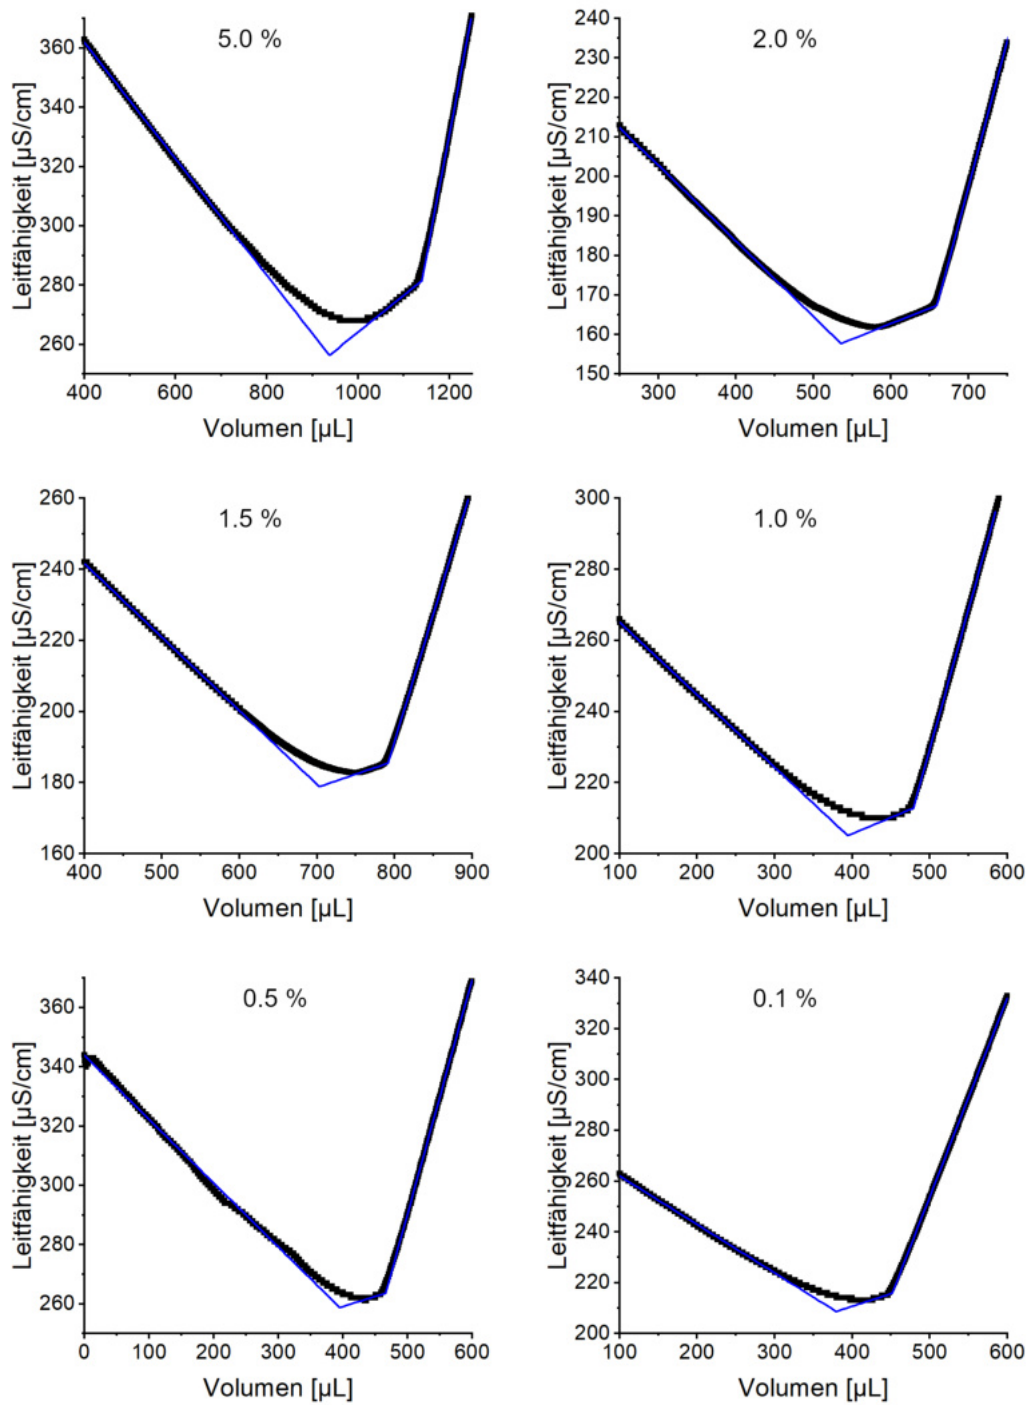 5.0 %
Leitfähigkeit [µS/cm]
360
340
320
300
280
260
400 600 800 1000 1200
Volumen [µL]
2.0 %
Leitfähigkeit [µS/cm]
240
230
220
210
200
190
180
170
160
150
300 400 500 600 700
Volumen [µL]
1.5 %
Leitfähigkeit [µS/cm]
260
240
220
200
180
160
400 500 600 700 800 900
Volumen [µL]
1.0 %
Leitfähigkeit [µS/cm]
300
280
260
240
220
200
100 200 300 400 500 600
Volumen [µL]
0.5 %
Leitfähigkeit [µS/cm]
360
340
320
300
280
260
0 100 200 300 400 500 600
Volumen [µL]
0.1 %
Leitfähigkeit [µS/cm]
340
320
300
280
260
240
220
200
100 200 300 400 500 600
Volumen [µL]